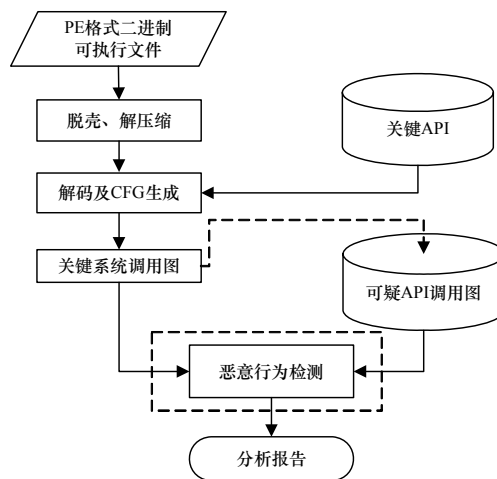 PE格式二进制
可执行文件
脱壳、解压缩
关键API
解码及CFG生成
关键系统调用图
可疑API调用图
恶意行为检测
分析报告